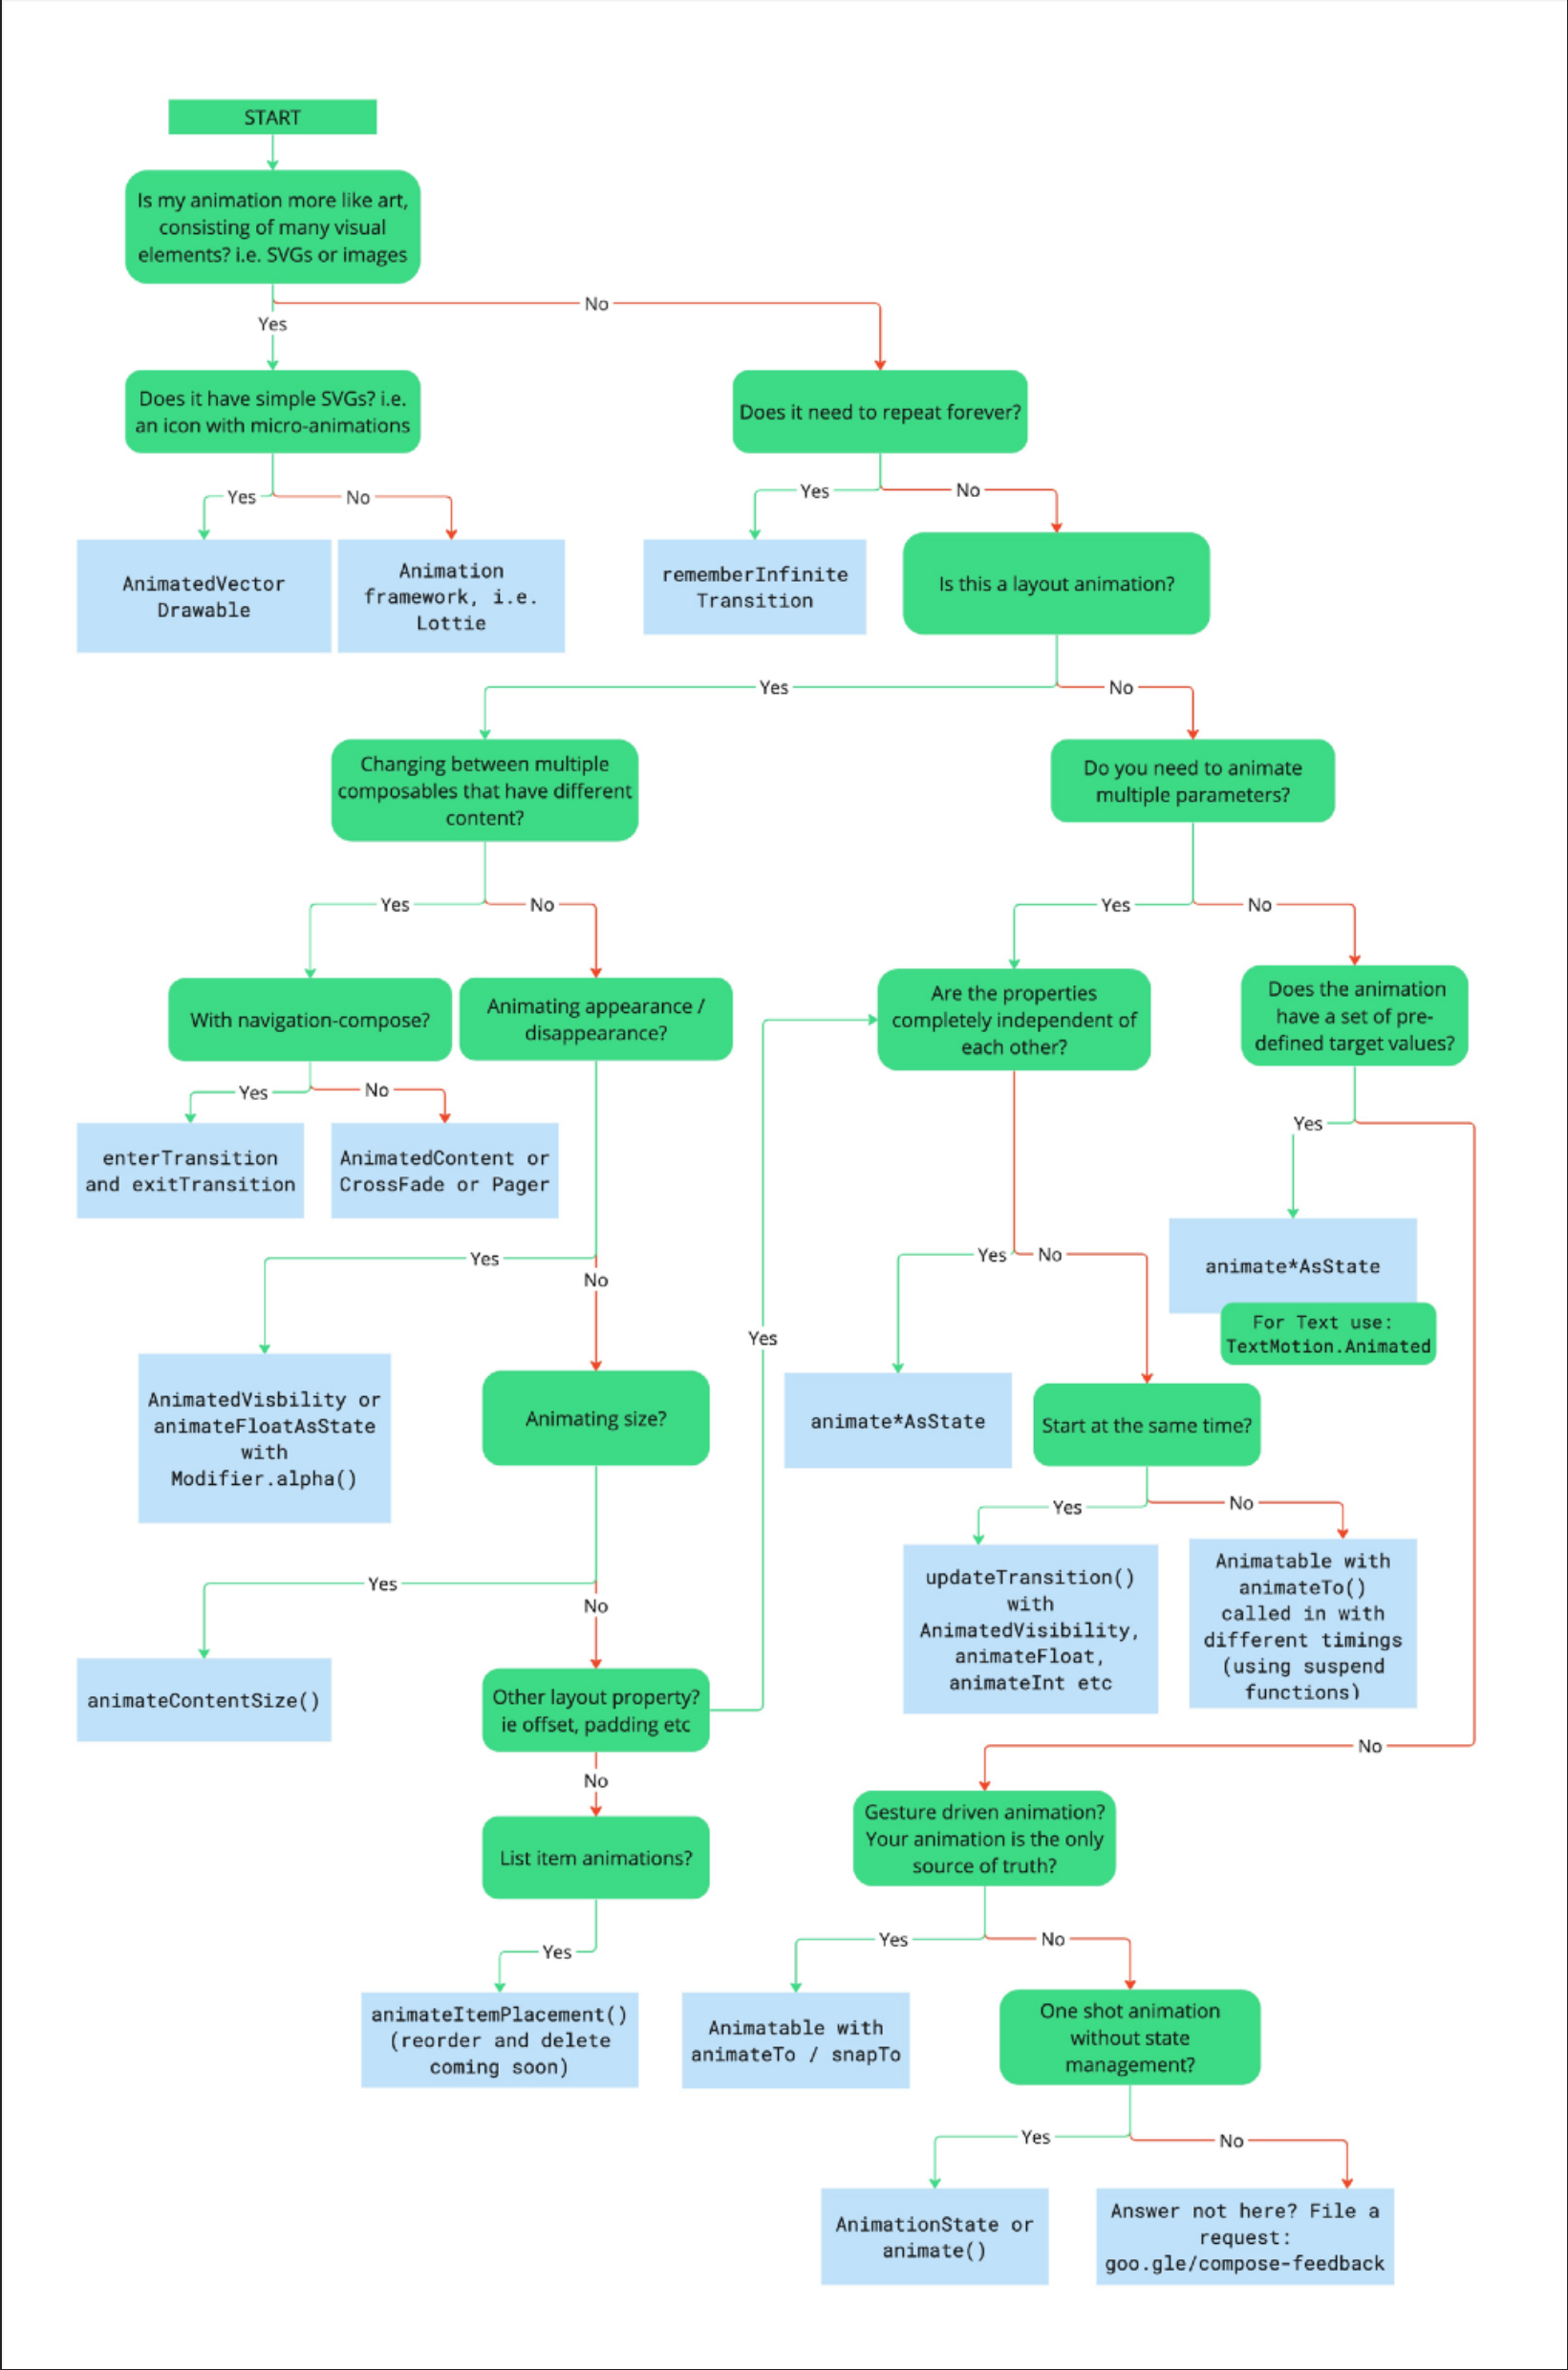 START
Is my animation more like art,
consisting of many visual
elements? i.e. SVGs or images
No
Yes
Does it have simple SVGs? i.e.
an icon with micro-animations
Does it need to repeat forever?
Yes
No
Yes
No
AnimatedVector
Drawable
Animation
framework, i.e.
Lottie
rememberInfinite
Transition
Is this a layout animation?
Yes
No
Changing between multiple
composables that have different
content?
Do you need to animate
multiple parameters?
Yes
No
Yes
No
With navigation-compose?
Animating appearance /
disappearance?
Are the properties
completely independent of
each other?
Does the animation
have a set of pre-
defined target values?
Yes
No
Yes
enterTransition
and exitTransition
AnimatedContent or
CrossFade or Pager
Yes
No
Yes
No
animate*AsState
For Text use:
TextMotion.Animated
Yes
AnimatedVisbility or
animateFloatAsState
with
Modifier.alpha()
Animating size?
animate*AsState
Start at the same time?
Yes
No
Yes
No
updateTransition()
with
AnimatedVisibility,
animateFloat,
animateInt etc
Animatable with
animateTo()
called in with
different timings
(using suspend
functions)
animateContentSize()
Other layout property?
ie offset, padding etc
No
No
Gesture driven animation?
Your animation is the only
source of truth?
List item animations?
Yes
Yes
No
animateItemPlacement()
(reorder and delete
coming soon)
Animatable with
animateTo / snapTo
One shot animation
without state
management?
Yes
No
AnimationState or
animate()
Answer not here? File a
request:
goo.gle/compose-feedback